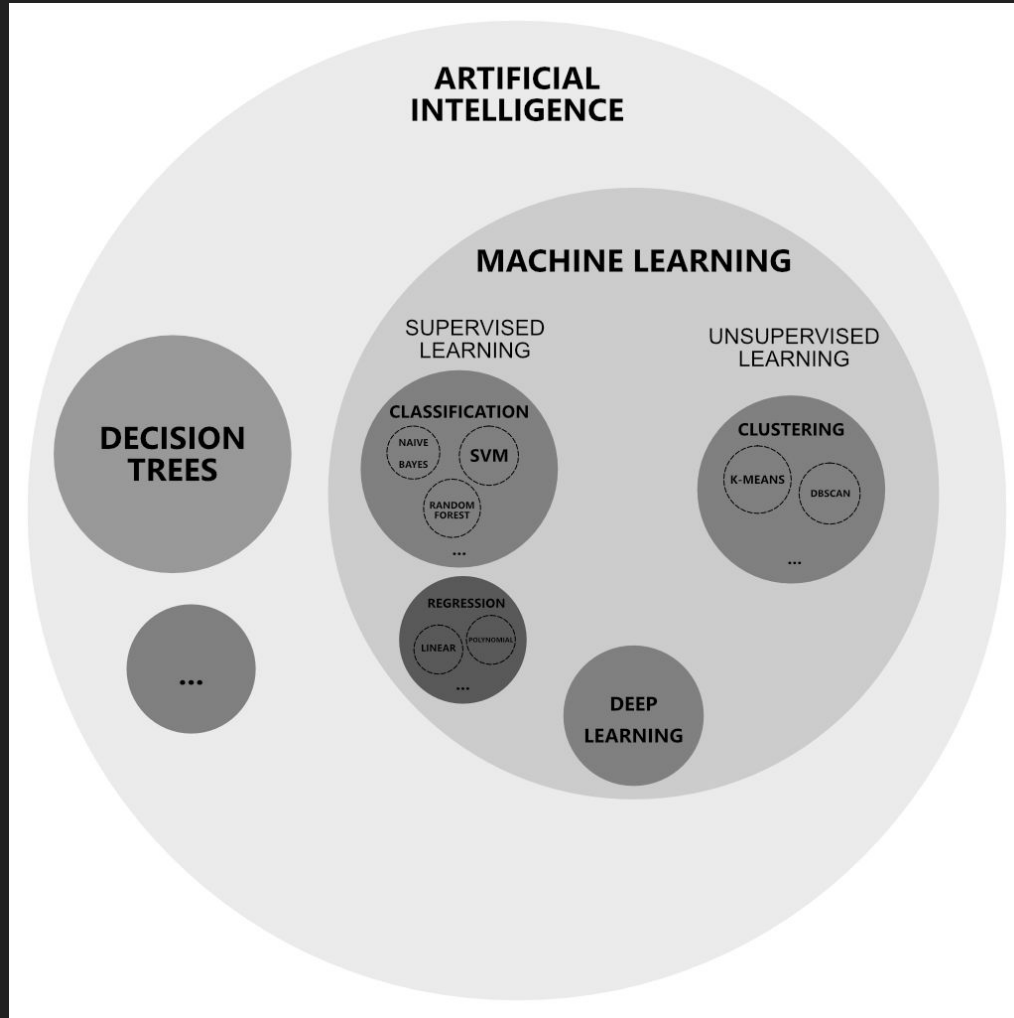 ARTIFICIAL
INTELLIGENCE
MACHINE LEARNING
SUPERVISED
LEARNING
UNSUPERVISED
LEARNING
CLASSIFICATION
NAIVE
BAYES
SVM
RANDOM
FOREST
...
CLUSTERING
K-MEANS
DBSCAN
...
DECISION
TREES
...
REGRESSION
LINEAR
POLYNOMIAL
...
DEEP
LEARNING